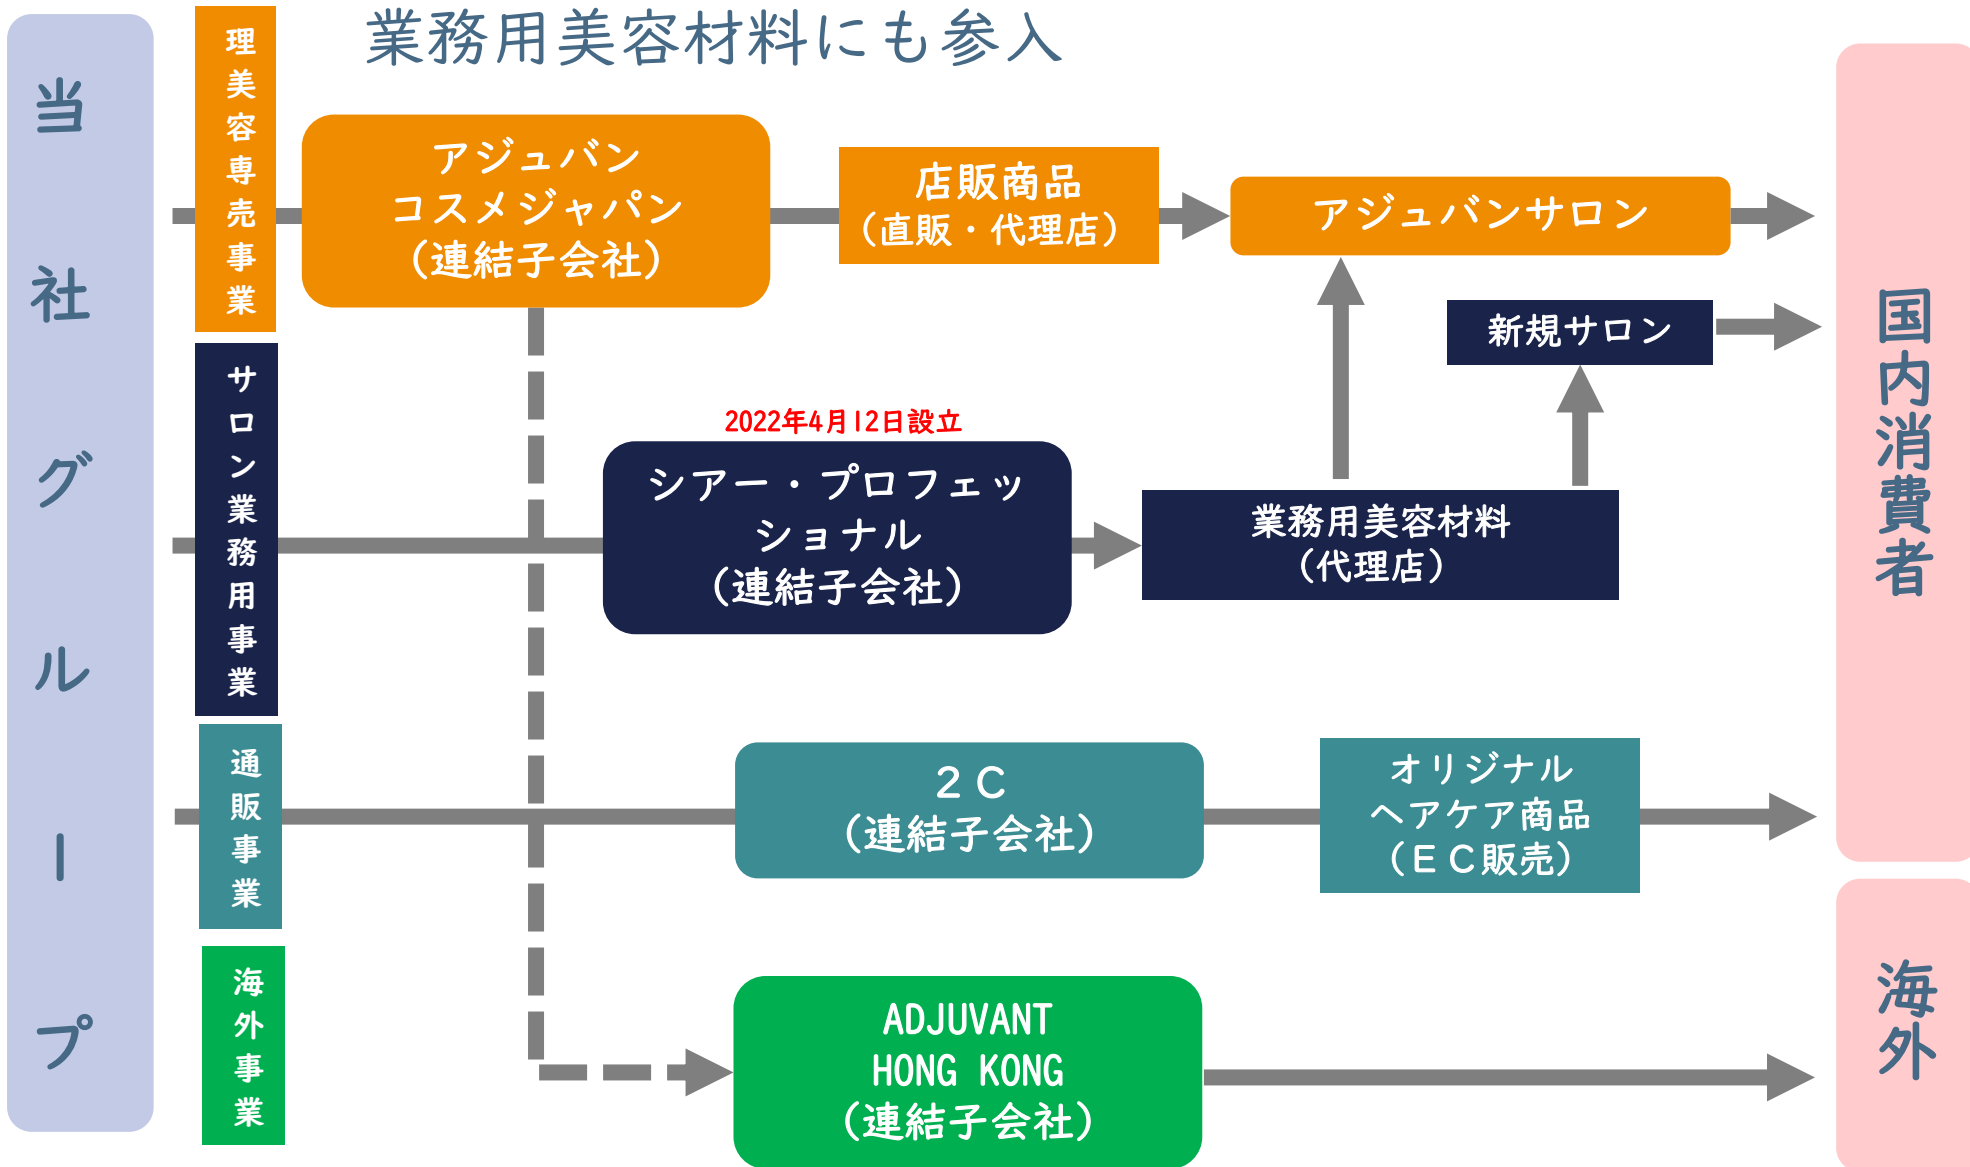 業務用美容材料にも参入
当社グループ
理美容専売事業
アジュバン
コスメジャパン
（連結子会社）
店販商品
（直販・代理店）
アジュバンサロン
新規サロン
国内消費者
サロン業務用事業
2022年4月12日設立
シアー・プロフェッ
ショナル
（連結子会社）
業務用美容材料
（代理店）
通販事業
２Ｃ
（連結子会社）
オリジナル
ヘアケア商品
（ＥＣ販売）
海外事業
ADJUVANT
HONG KONG
（連結子会社）
海外